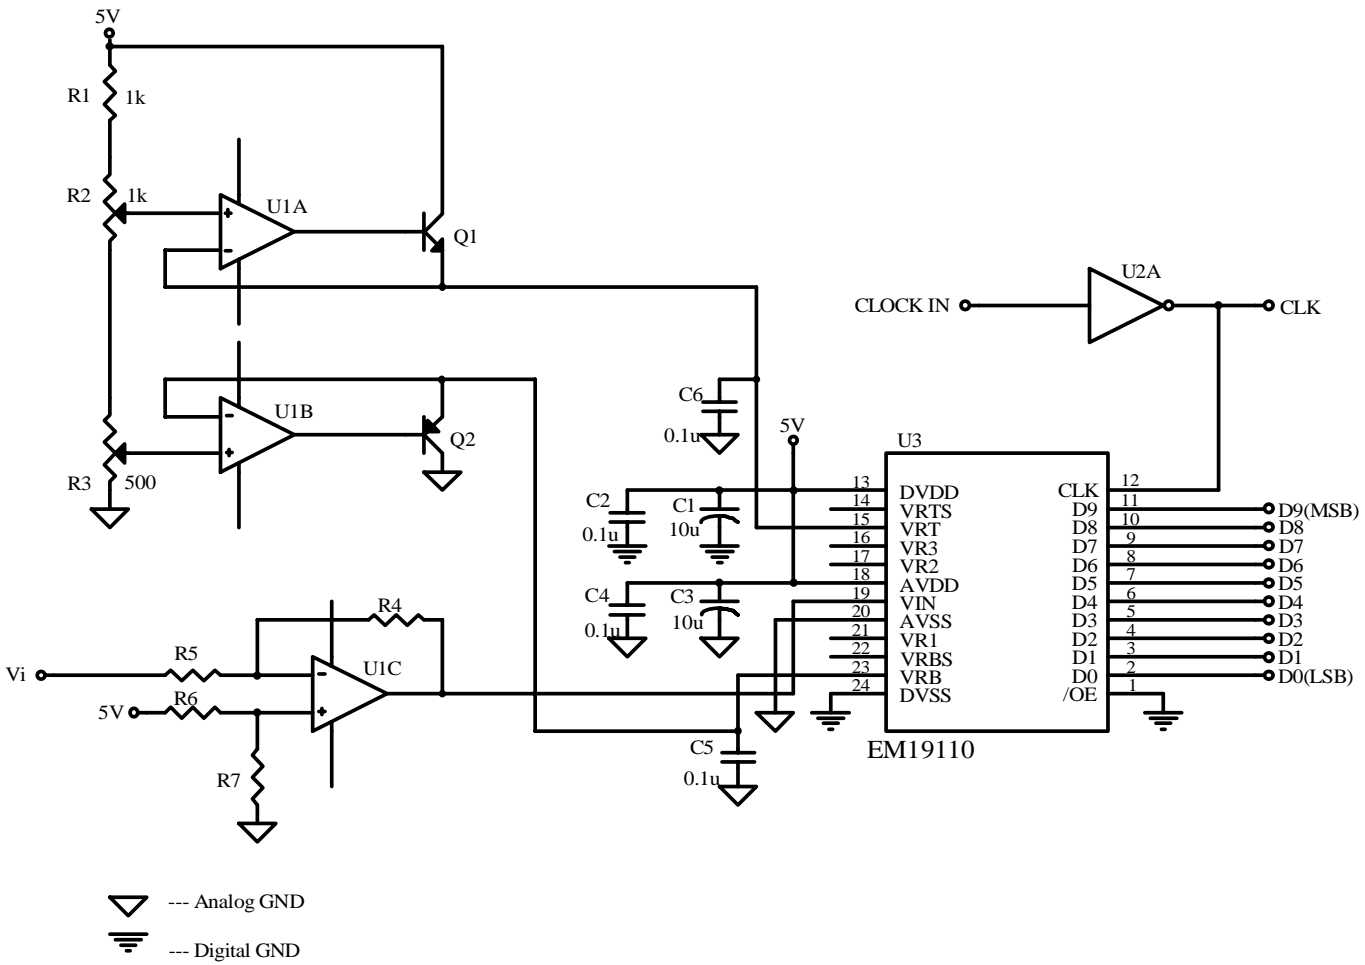 5V
R1
1k
R2
1k
U1A
Q1
U2A
CLOCK IN
CLK
U1B
Q2
R3
500
C6
0.1u
5V
U3
C2
0.1u
C1
10u
C4
0.1u
C3
10u
13 DVDD
14 VRTS
15 VRT
16 VR3
17 VR2
18 AVDD
19 VIN
20 AVSS
21 VR1
22 VRBS
23 VRB
24 DVSS
CLK 12
D9 11 D9(MSB)
D8 10 D8
D7 9 D7
D6 8 D6
D5 7 D5
D4 6 D4
D3 5 D3
D2 4 D2
D1 3 D1
D0 2 D0(LSB)
/OE 1
EM19110
R4
Vi
R5
U1C
5V
R6
R7
C5
0.1u
--- Analog GND
--- Digital GND